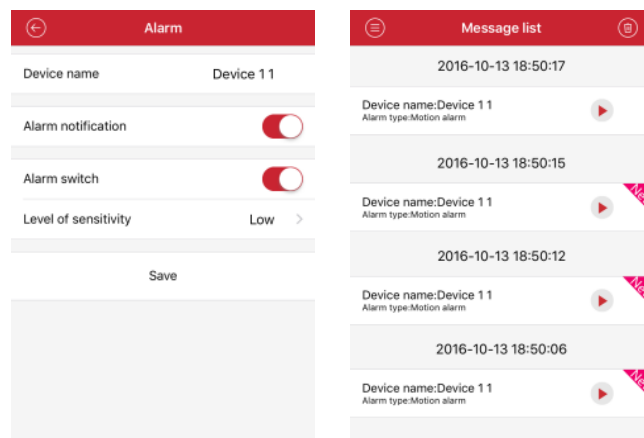 Alarm
Device name Device 1 1
Alarm notification
Alarm switch
Level of sensitivity Low
Save
Message list
2016-10-13 18:50:17
Device name:Device 1 1
Alarm type:Motion alarm
2016-10-13 18:50:15
Device name:Device 1 1
Alarm type:Motion alarm
2016-10-13 18:50:12
Device name:Device 1 1
Alarm type:Motion alarm
2016-10-13 18:50:06
Device name:Device 1 1
Alarm type:Motion alarm